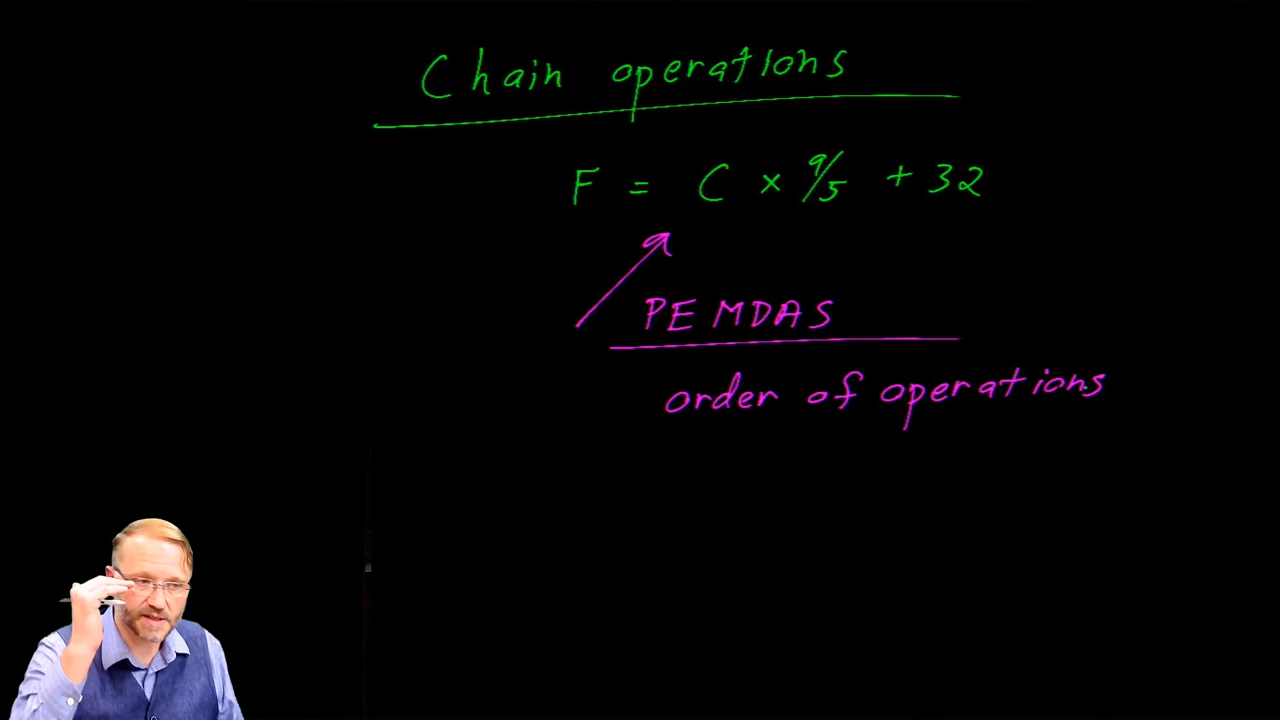 Chain operations
F = C × 9/5 + 32
PEMDAS
order of operations